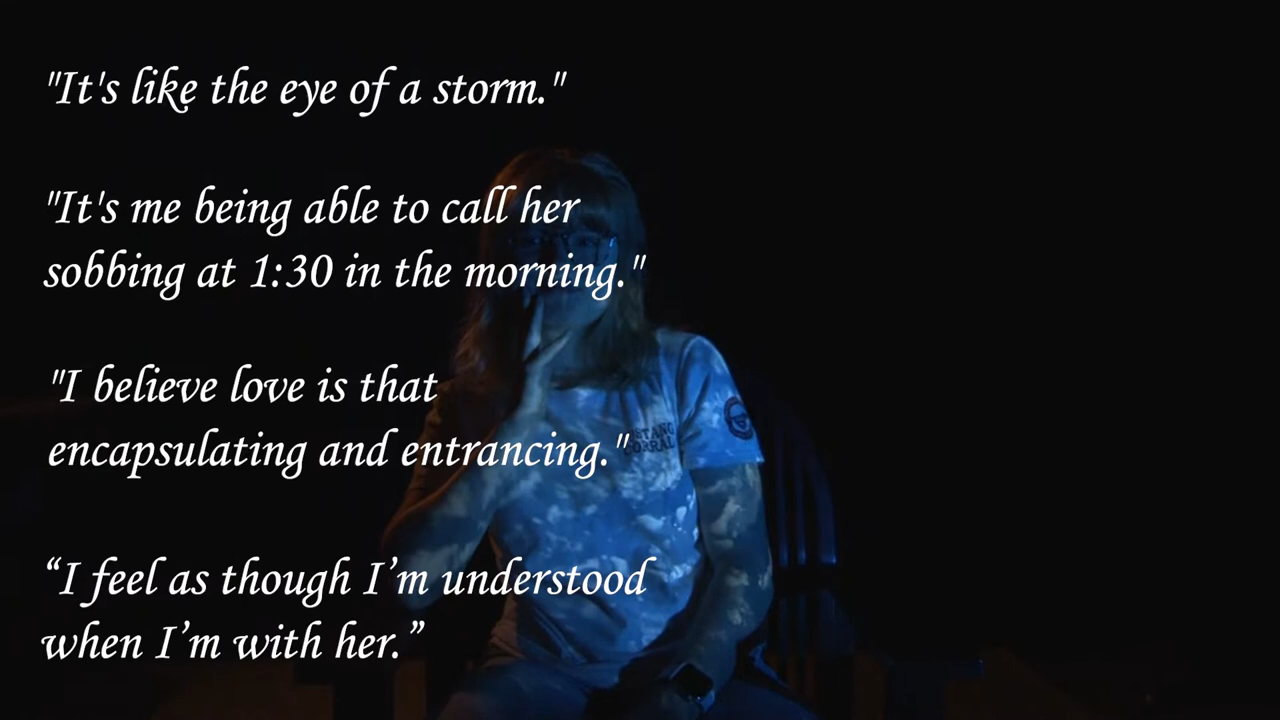 "It's like the eye of a storm."
"It's me being able to call her
sobbing at 1:30 in the morning."
"I believe love is that
encapsulating and entrancing."
“I feel as though I’m understood
when I’m with her.”
CORRAL